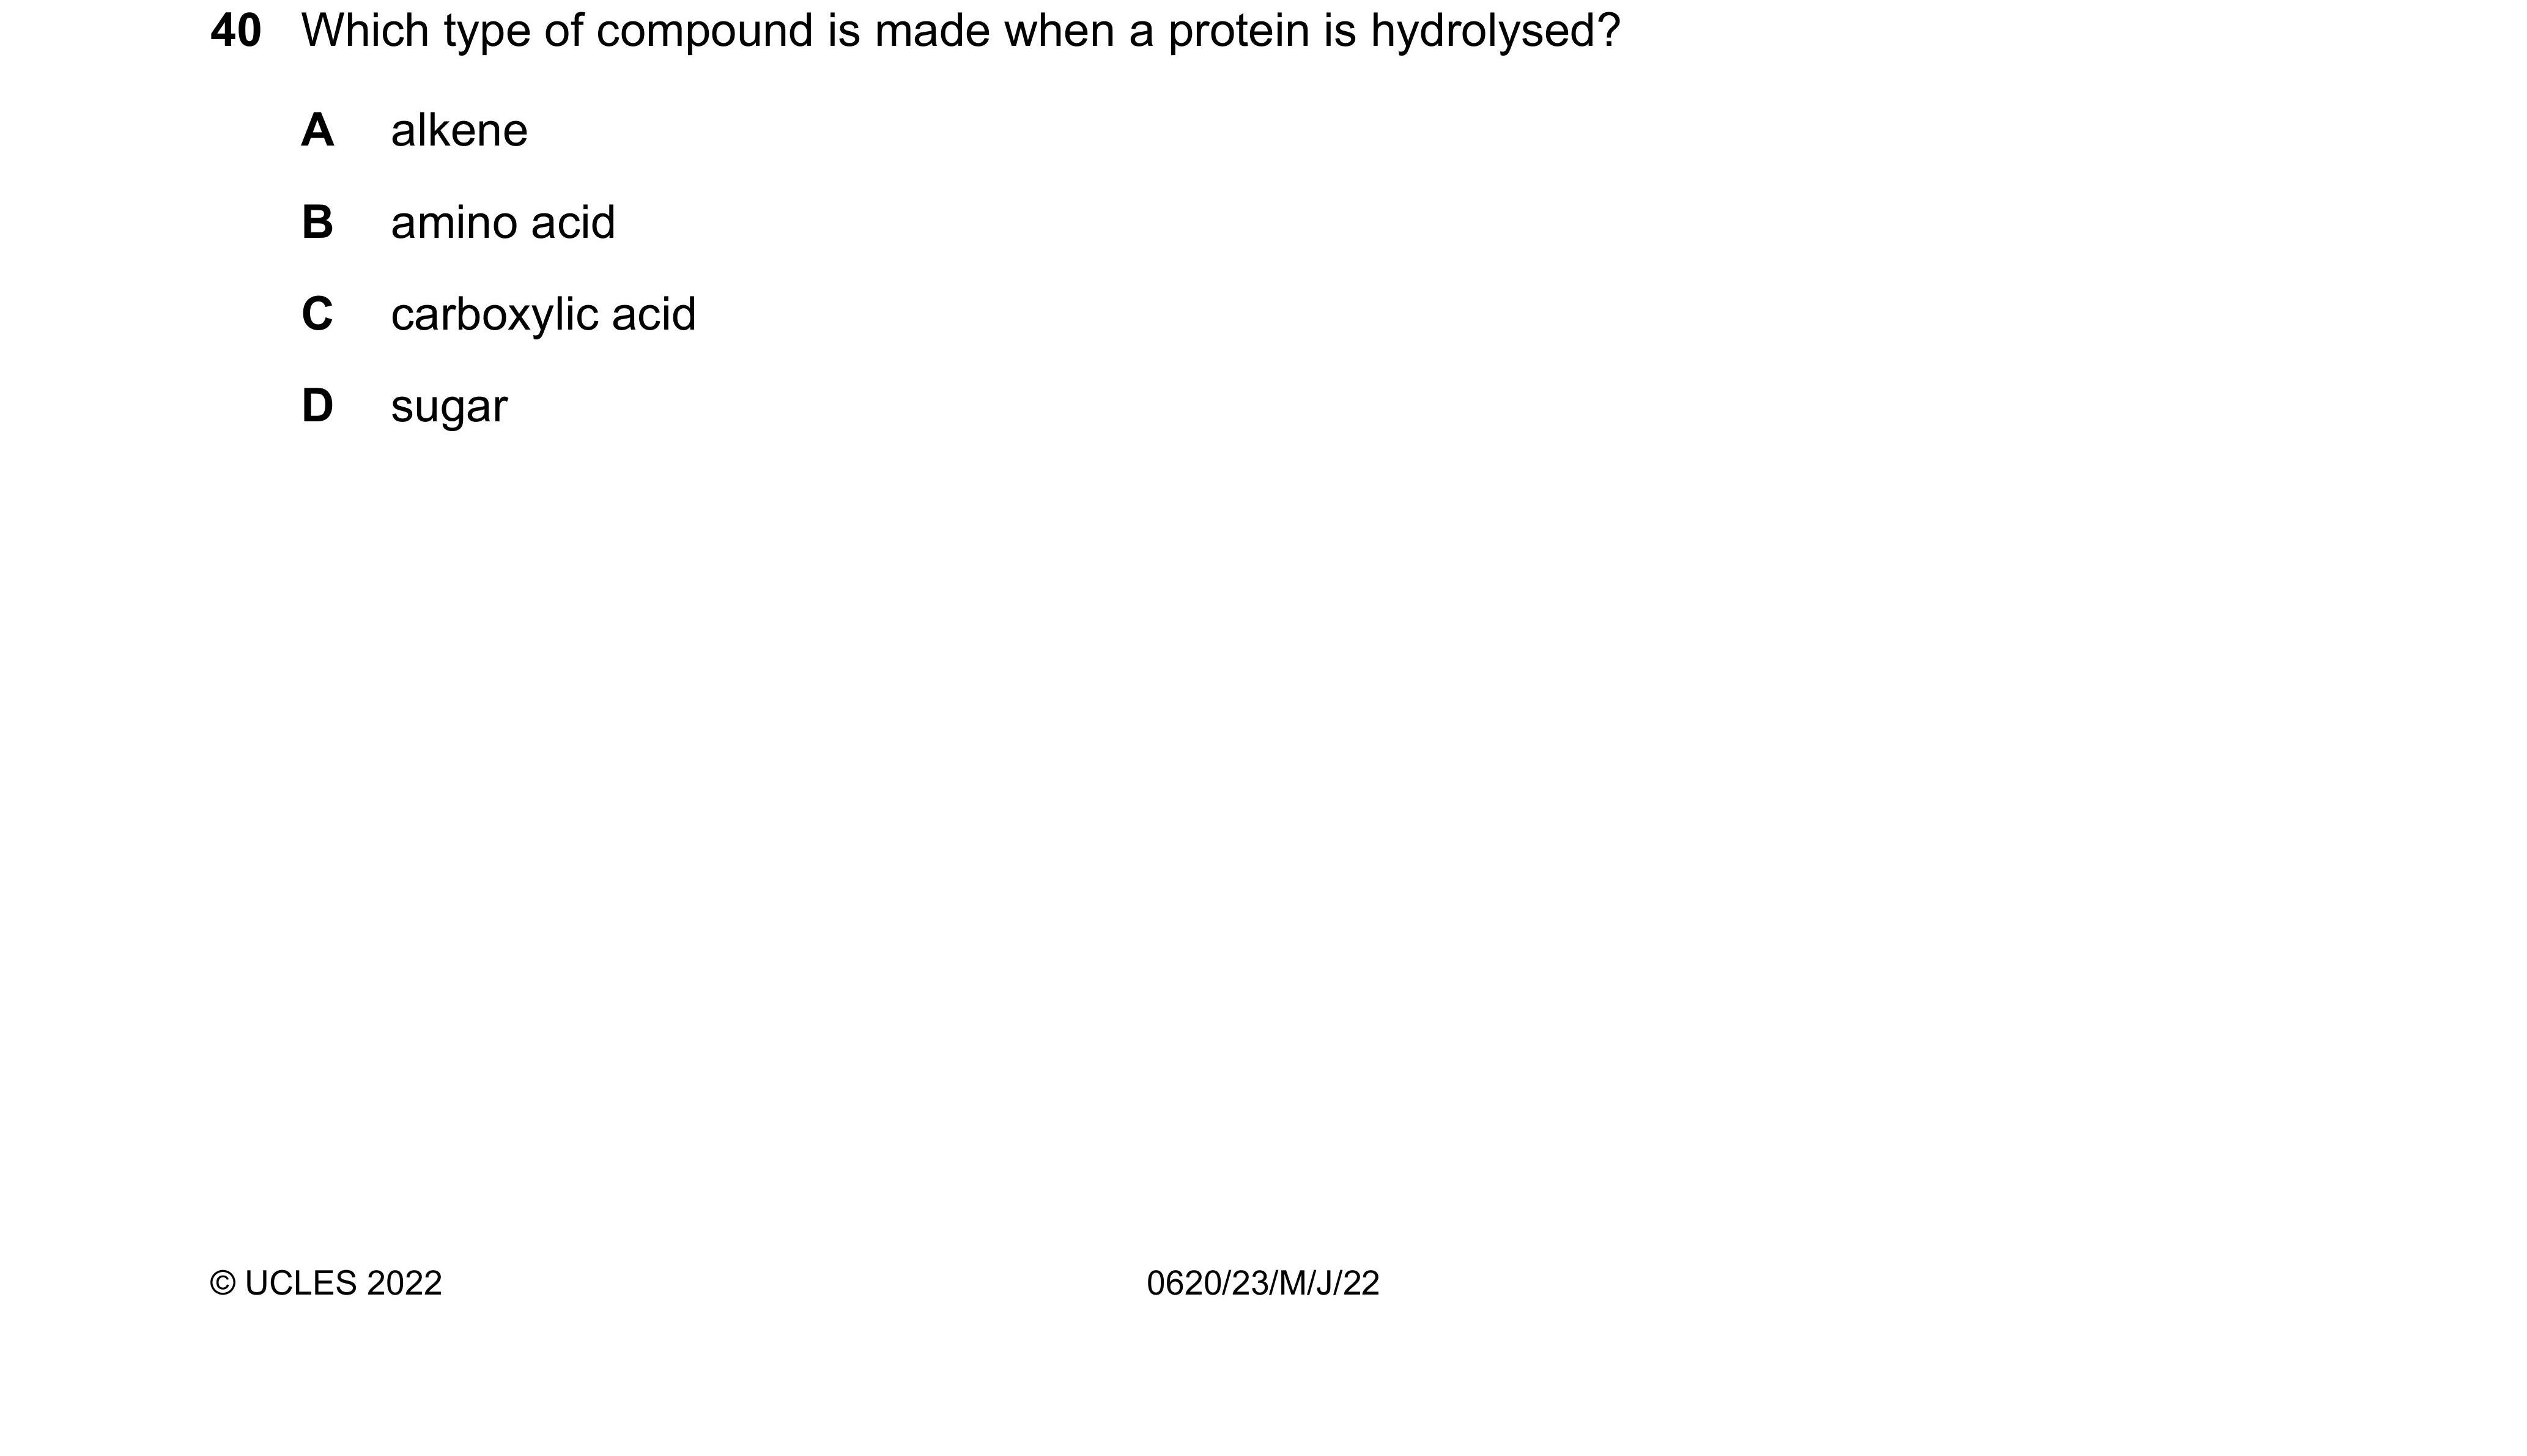 40 Which type of compound is made when a protein is hydrolysed?
A alkene
B amino acid
C carboxylic acid
D sugar
© UCLES 2022 0620/23/M/J/22